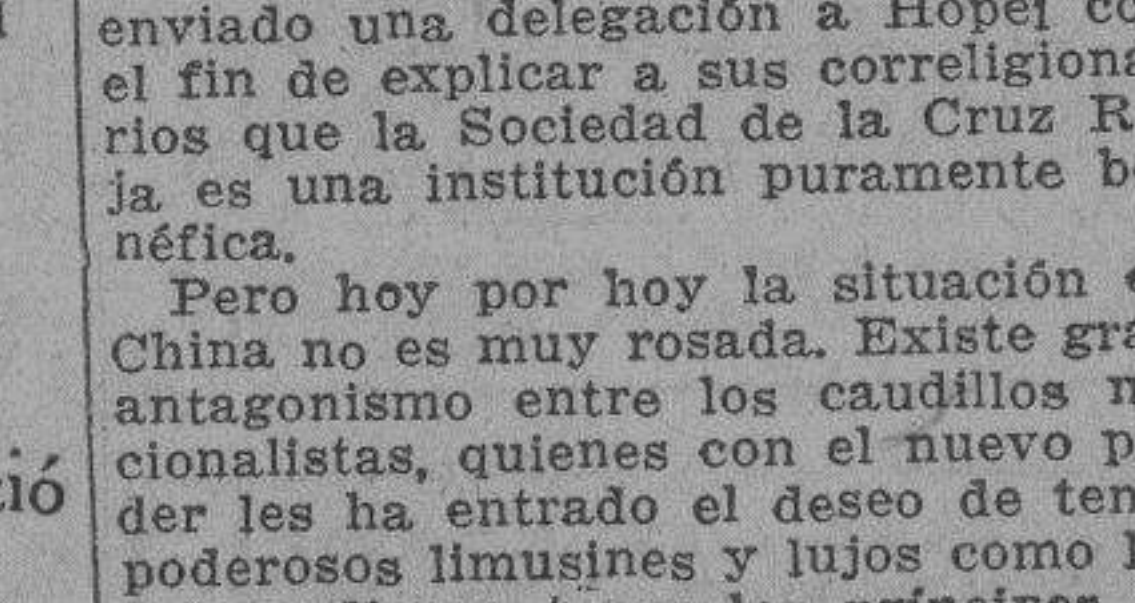 enviado una delegación a Hopei co
el fin de explicar a sus correligiona
rios que la Sociedad de la Cruz R
ja es una institución puramente b
néfica.
Pero hoy por hoy la situación
China no es muy rosada. Existe gra
antagonismo entre los caudillos n
cionalistas, quienes con el nuevo p
der les ha entrado el deseo de ten
poderosos limusines y lujos como l
ció